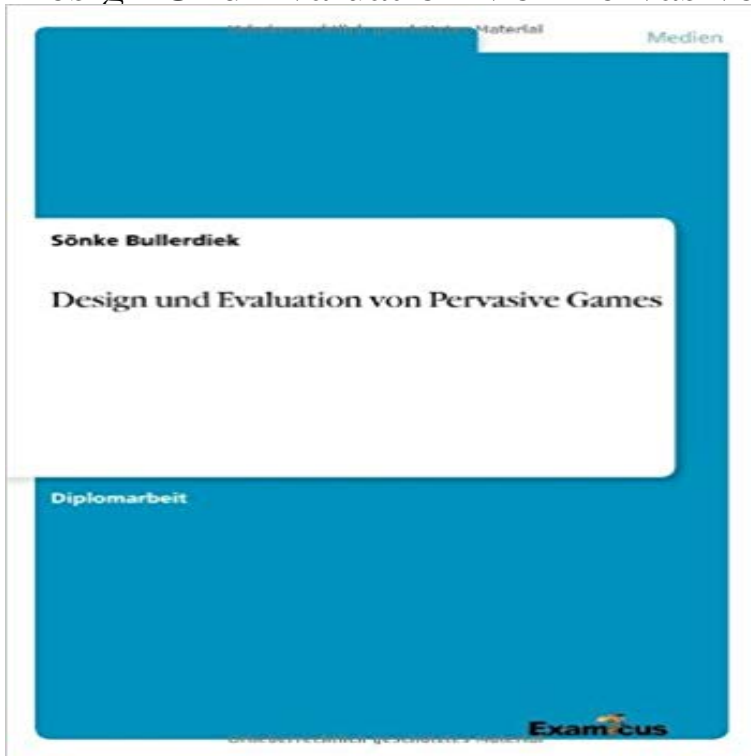 Material
Medien
Sönke Bullerdiek
Design und Evaluation von Pervasive Games
Diplomarbeit
Examicus